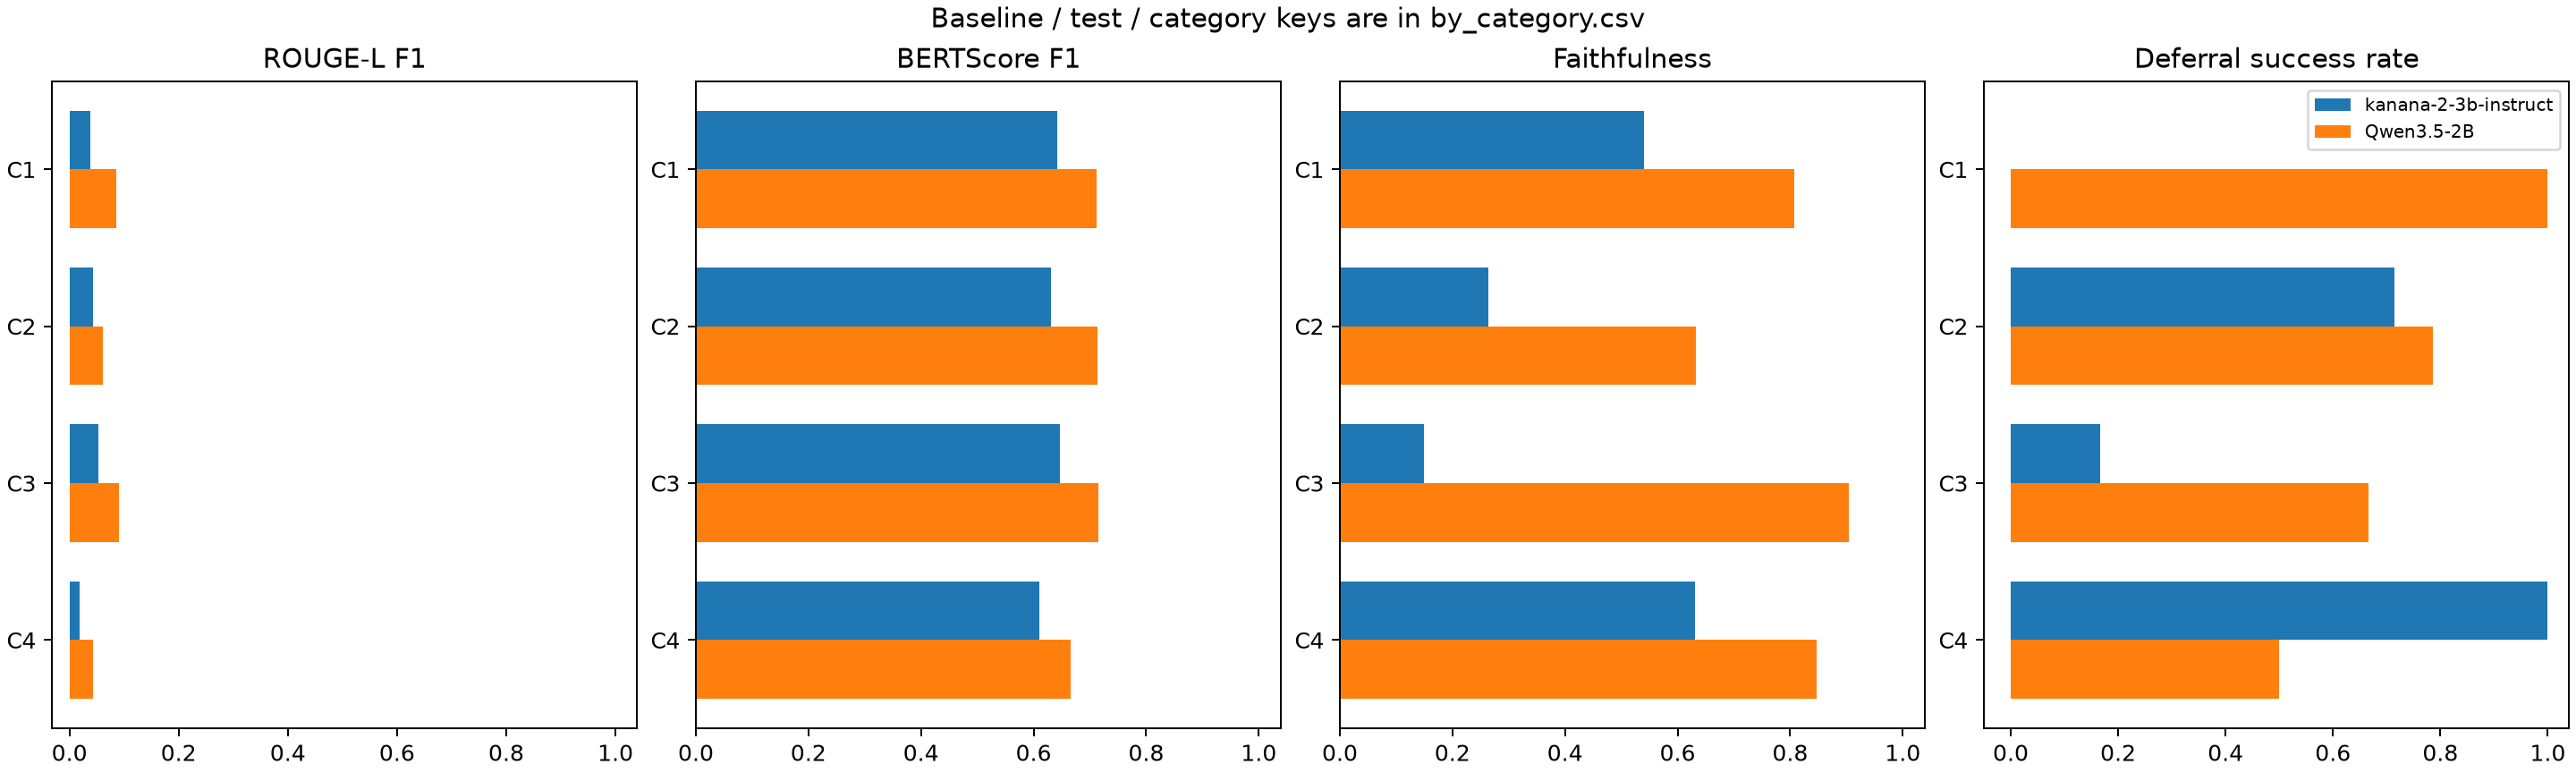 Baseline / test / category keys are in by_category.csv
ROUGE-L F1
C1
C2
C3
C4
0.0 0.2 0.4 0.6 0.8 1.0
BERTScore F1
C1
C2
C3
C4
0.0 0.2 0.4 0.6 0.8 1.0
Faithfulness
C1
C2
C3
C4
0.0 0.2 0.4 0.6 0.8 1.0
Deferral success rate
kanana-2-3b-instruct
Qwen3.5-2B
C1
C2
C3
C4
0.0 0.2 0.4 0.6 0.8 1.0